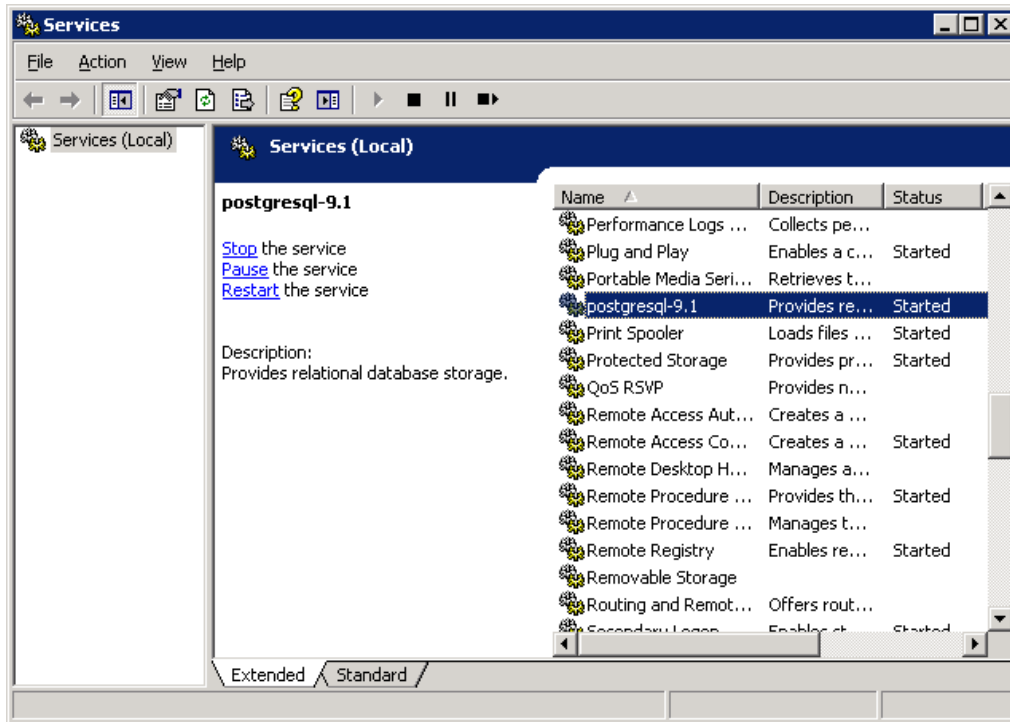 Services
File Action View Help
Services (Local)
Services (Local)
postgresql-9.1
Stop the service
Pause the service
Restart the service
Description:
Provides relational database storage.
Name Description Status
Performance Logs ... Collects pe...
Plug and Play Enables a c... Started
Portable Media Seri... Retrieves t...
postgresql-9.1 Provides re... Started
Print Spooler Loads files ... Started
Protected Storage Provides pr... Started
QoS RSVP Provides n...
Remote Access Aut... Creates a ...
Remote Access Co... Creates a ... Started
Remote Desktop H... Manages a...
Remote Procedure ... Provides th... Started
Remote Procedure ... Manages t...
Remote Registry Enables re... Started
Removable Storage
Routing and Remot... Offers rout...
Secondary Logon Enables st... Started
Extended Standard